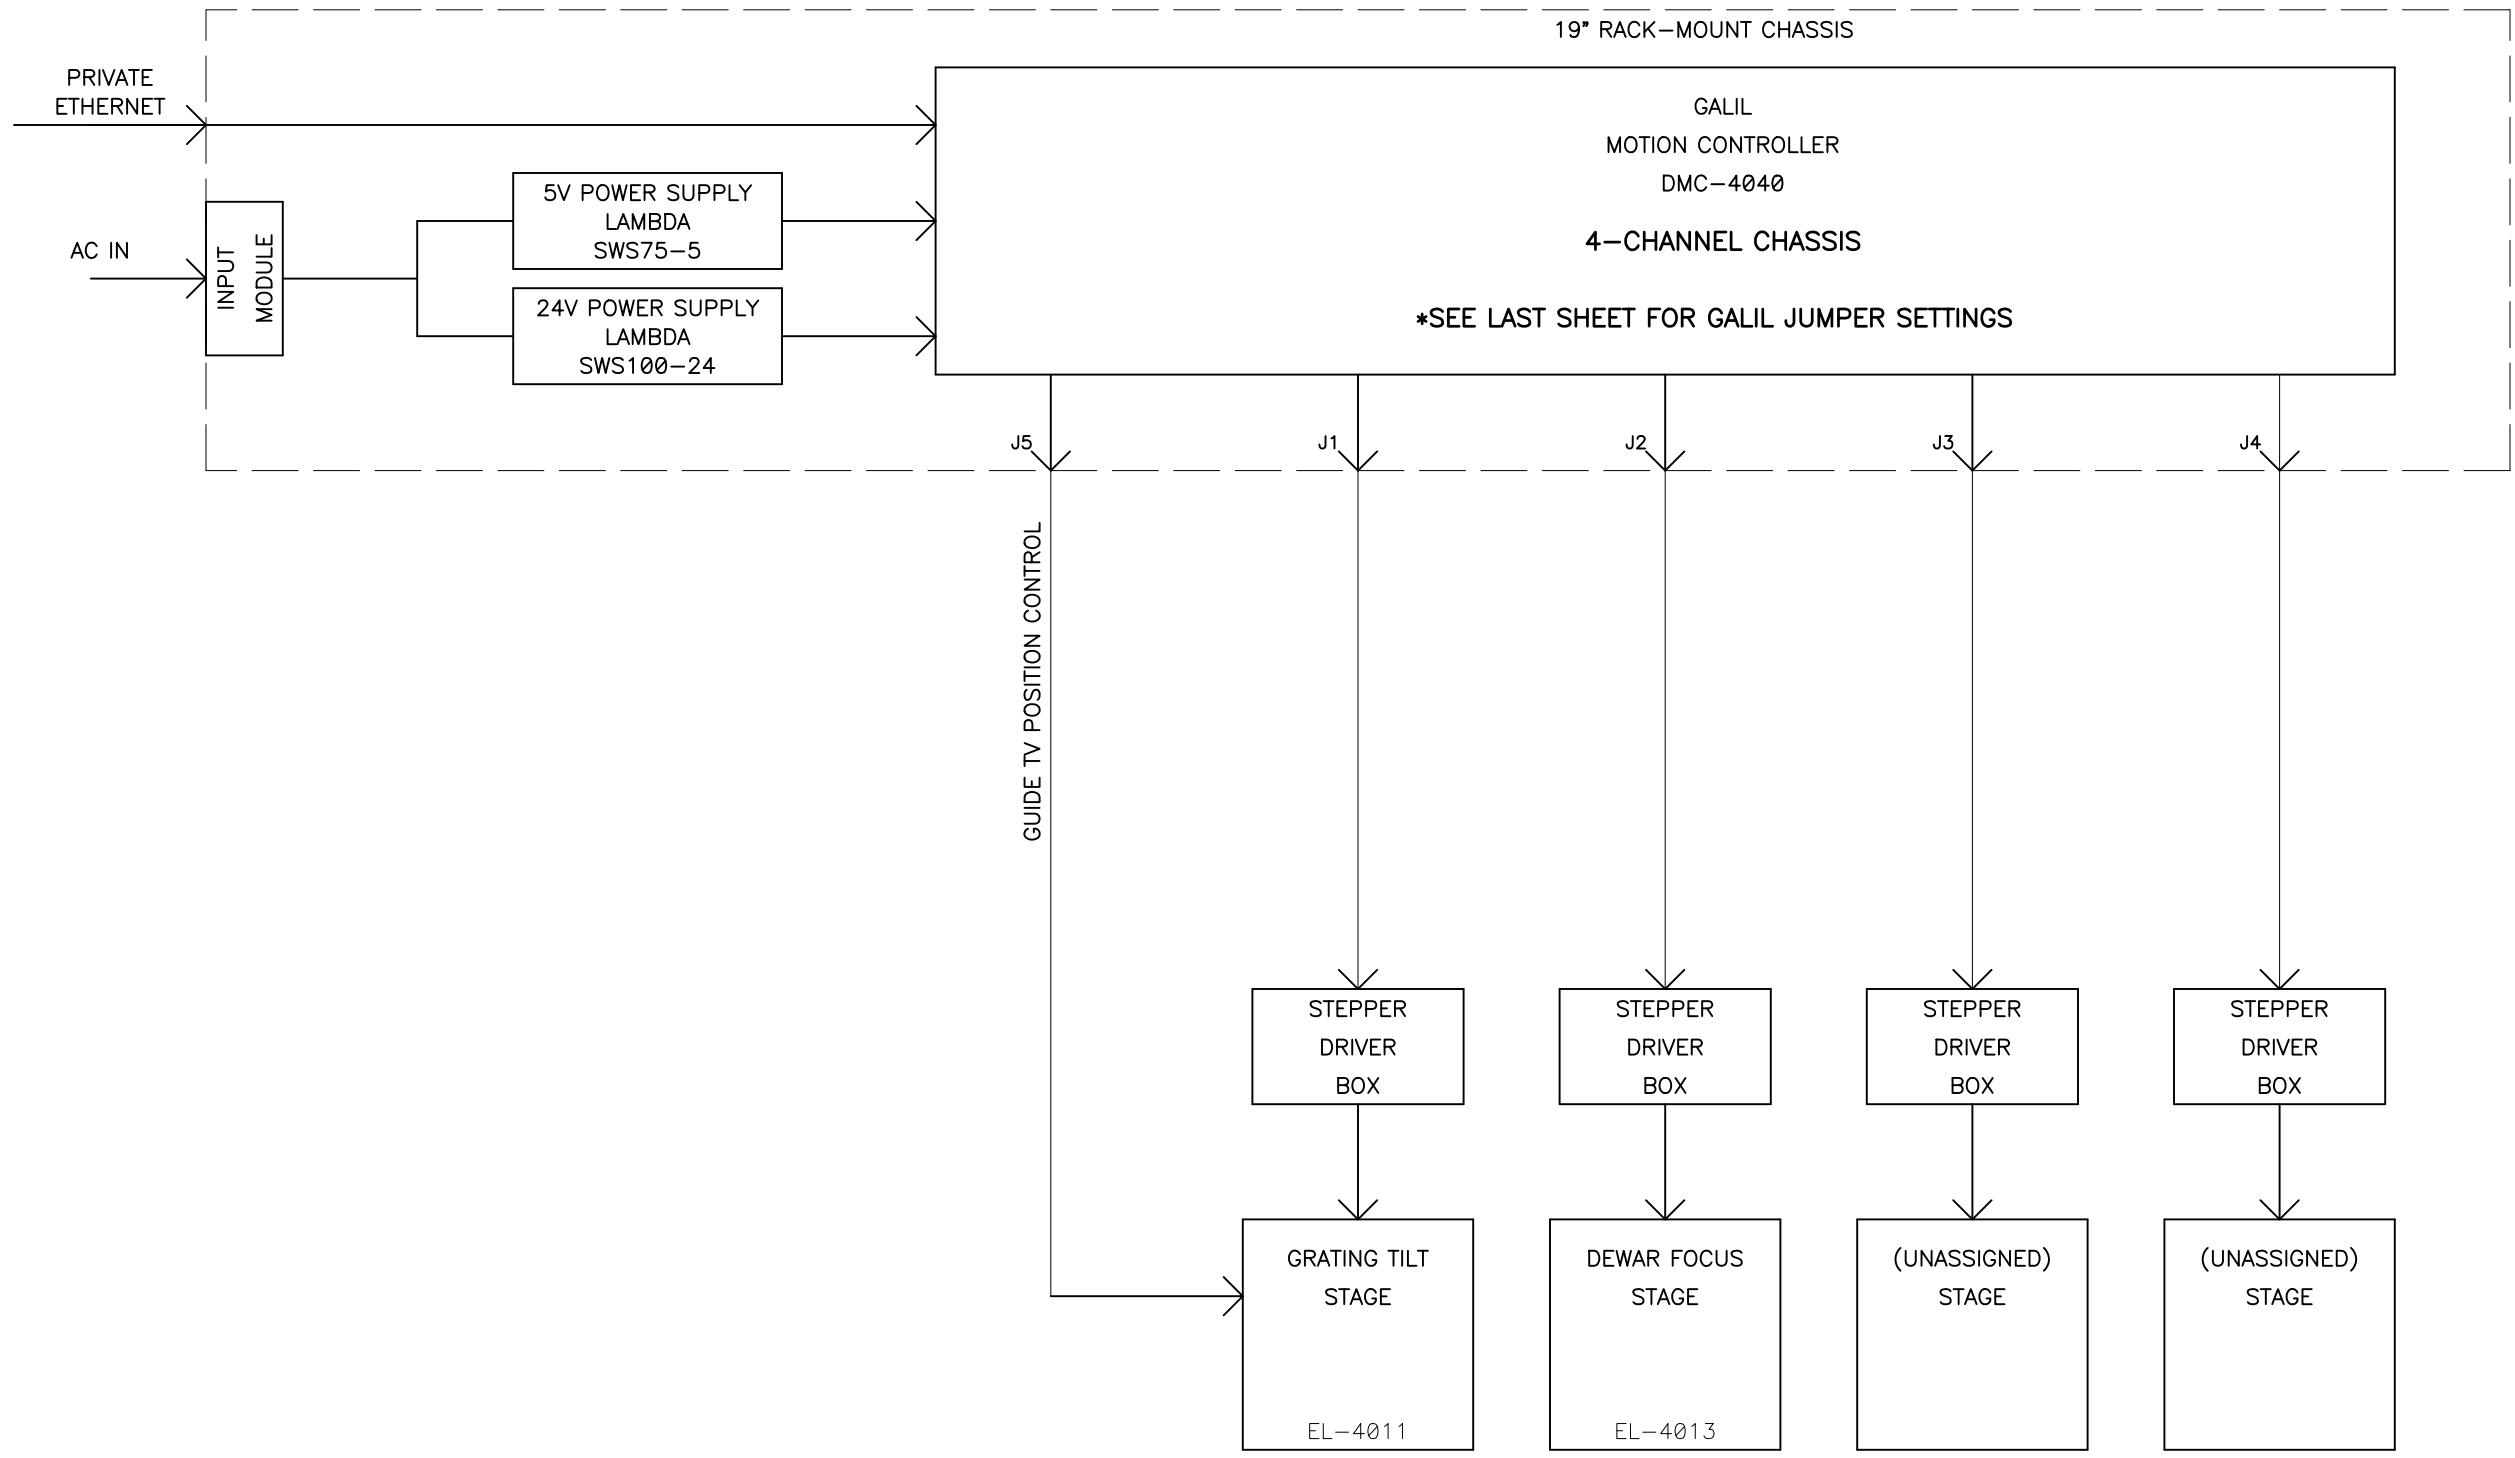 19" RACK-MOUNT CHASSIS
PRIVATE
ETHERNET
GALIL
MOTION CONTROLLER
DMC-4040
4-CHANNEL CHASSIS
*SEE LAST SHEET FOR GALIL JUMPER SETTINGS
5V POWER SUPPLY
LAMBDA
SWS75-5
AC IN
INPUT
MODULE
24V POWER SUPPLY
LAMBDA
SWS100-24
J5
J1
J2
J3
J4
GUIDE TV POSITION CONTROL
STEPPER
DRIVER
BOX
STEPPER
DRIVER
BOX
STEPPER
DRIVER
BOX
STEPPER
DRIVER
BOX
GRATING TILT
STAGE
EL-4011
DEWAR FOCUS
STAGE
EL-4013
(UNASSIGNED)
STAGE
(UNASSIGNED)
STAGE